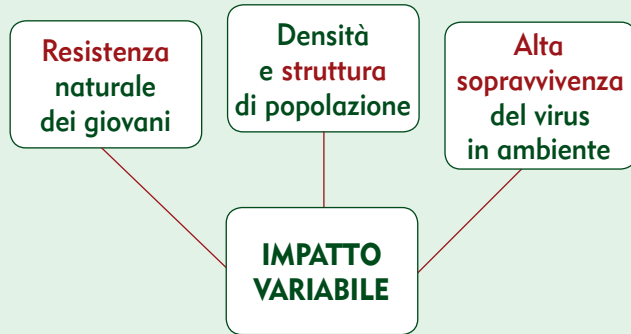 Resistenza
naturale
dei giovani
Densità
e struttura
di popolazione
Alta
sopravvivenza
del virus
in ambiente
IMPATTO
VARIABILE